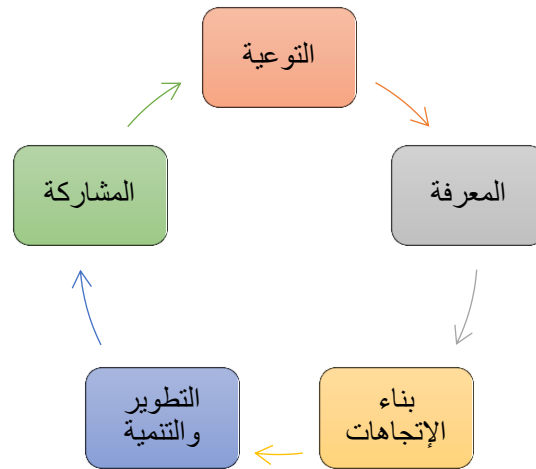 التوعية
المعرفة
بناء
الإتجاهات
التطوير
والتنمية
المشاركة